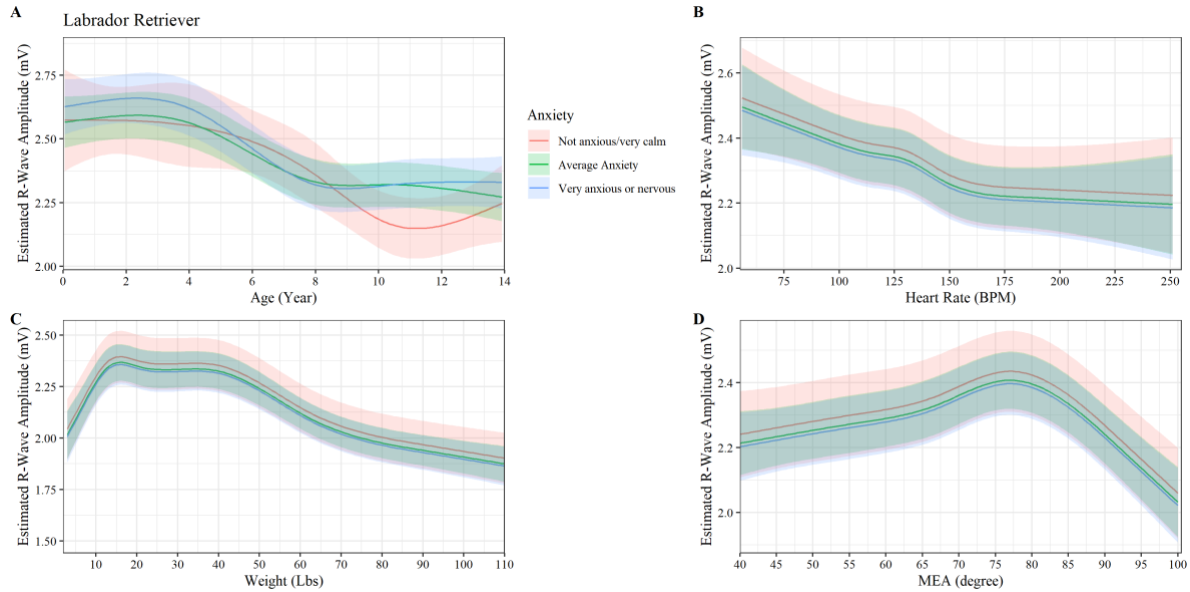 A
Labrador Retriever
Estimated R-Wave Amplitude (mV)
2.75
2.50
2.25
2.00
0 2 4 6 8 10 12 14
Age (Year)
Anxiety
Not anxious/very calm
Average Anxiety
Very anxious or nervous
B
Estimated R-Wave Amplitude (mV)
2.6
2.4
2.2
2.0
75 100 125 150 175 200 225 250
Heart Rate (BPM)
C
Estimated R-Wave Amplitude (mV)
2.50
2.25
2.00
1.75
1.50
10 20 30 40 50 60 70 80 90 100 110
Weight (Lbs)
D
Estimated R-Wave Amplitude (mV)
2.4
2.2
2.0
40 45 50 55 60 65 70 75 80 85 90 95 100
MEA (degree)